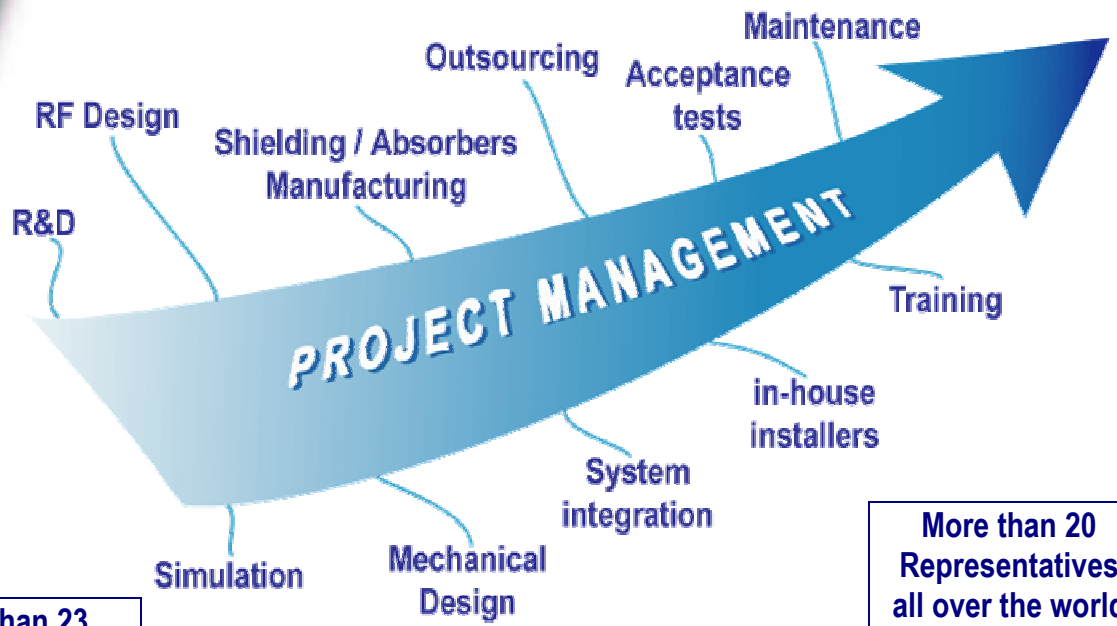 Maintenance
Outsourcing
Acceptance
tests
RF Design
Shielding / Absorbers
Manufacturing
R&D
PROJECT MANAGEMENT
Training
in-house
installers
System
integration
Mechanical
Design
Simulation
More than 20
Representatives
all over the world
han 23